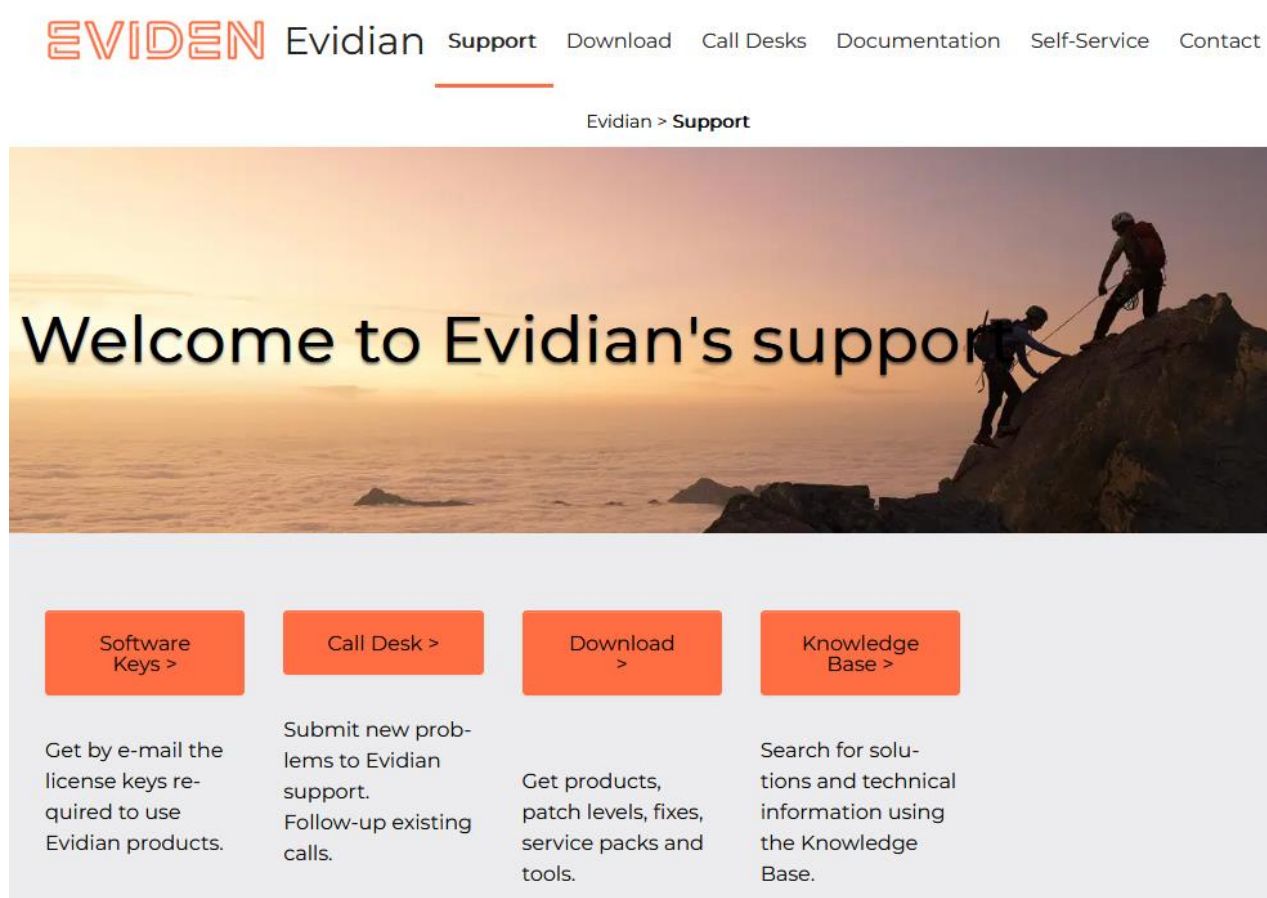 EVIDEN Evidian Support Download Call Desks Documentation Self-Service Contact
Evidian > Support
Welcome to Evidian's support
Software
Keys >
Get by e-mail the
license keys re-
quired to use
Evidian products.
Call Desk >
Submit new prob-
lems to Evidian
support.
Follow-up existing
calls.
Download
>
Get products,
patch levels, fixes,
service packs and
tools.
Knowledge
Base >
Search for solu-
tions and technical
information using
the Knowledge
Base.